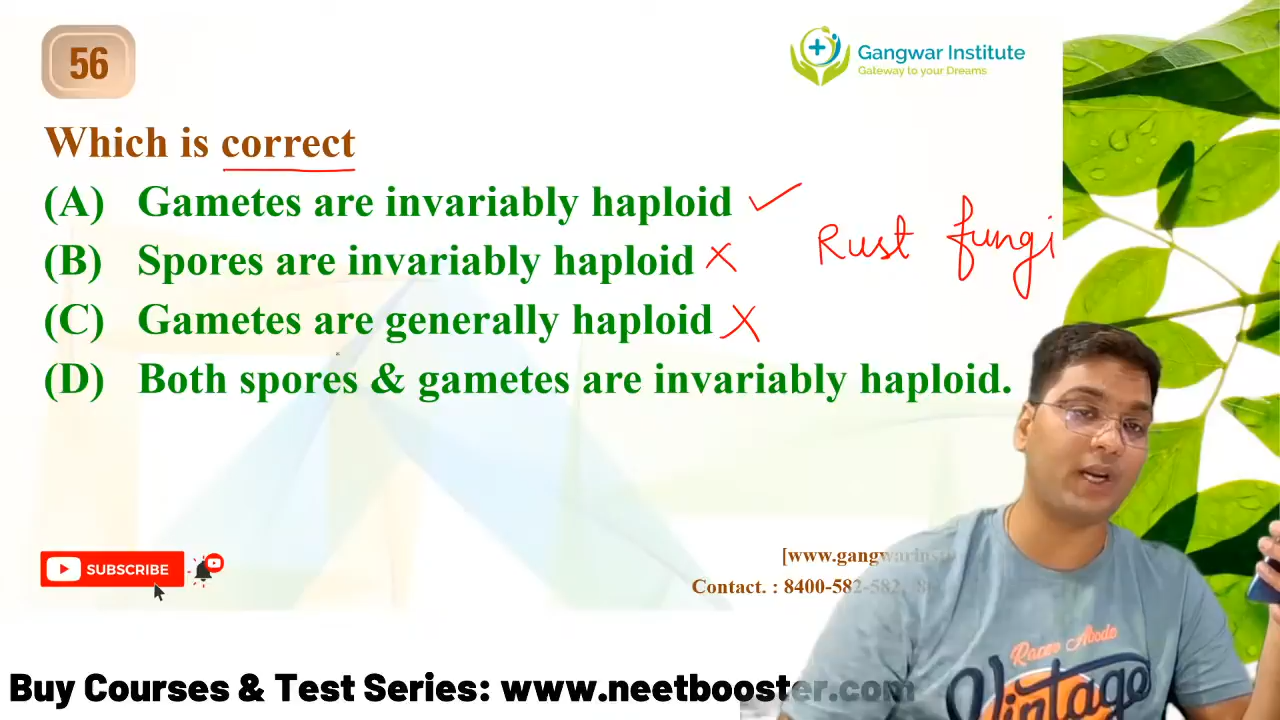 56
Gangwar Institute
Gateway to your Dreams
Which is correct
(A) Gametes are invariably haploid
(B) Spores are invariably haploid
Rust fungi
(C) Gametes are generally haploid
(D) Both spores & gametes are invariably haploid.
SUBSCRIBE
Contact. : 8400-582-582
Buy Courses & Test Series: www.neetbooster.com
Vintage